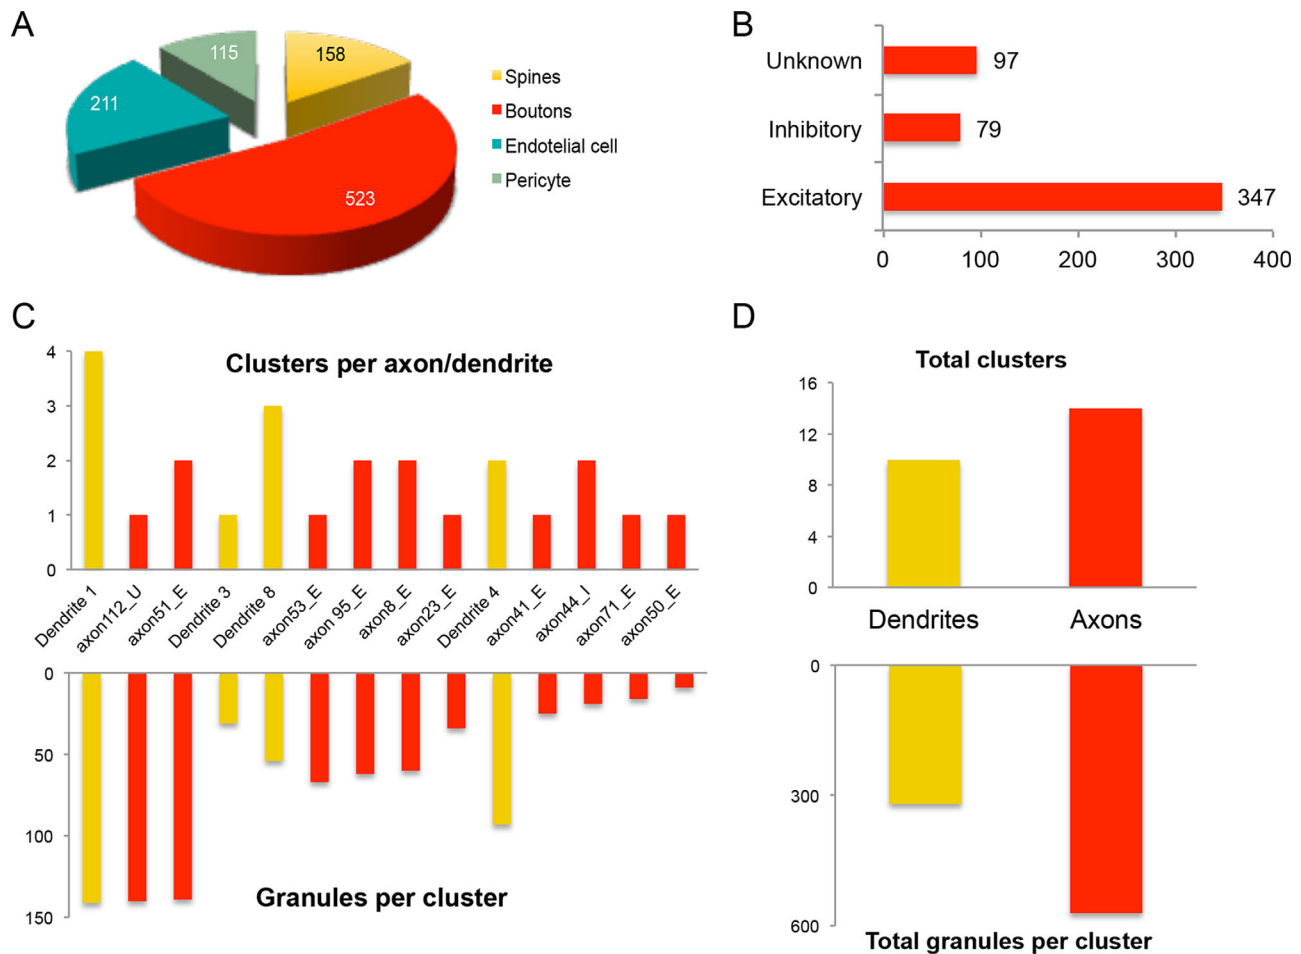 A
115
158
211
523
Spines
Boutons
Endotelial cell
Pericyte
B
Unknown
97
Inhibitory
79
Excitatory
347
0 100 200 300 400
C
Clusters per axon/dendrite
4
3
2
1
0
Dendrite 1
axon112_U
axon51_E
Dendrite 3
Dendrite 8
axon53_E
axon 95_E
axon8_E
axon23_E
Dendrite 4
axon41_E
axon44_I
axon71_E
axon50_E
0
50
100
150
Granules per cluster
D
Total clusters
16
12
8
4
0
Dendrites Axons
0
300
600
Total granules per cluster